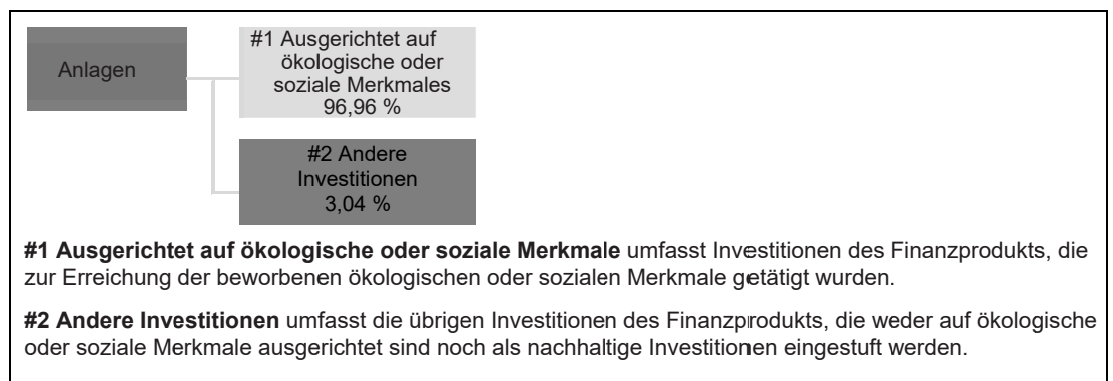 Anlagen
#1 Ausgerichtet auf
ökologische oder
soziale Merkmales
96,96 %
#2 Andere
Investitionen
3,04 %
#1 Ausgerichtet auf ökologische oder soziale Merkmale umfasst Investitionen des Finanzprodukts, die
zur Erreichung der beworbenen ökologischen oder sozialen Merkmale getätigt wurden.
#2 Andere Investitionen umfasst die übrigen Investitionen des Finanzprodukts, die weder auf ökologische
oder soziale Merkmale ausgerichtet sind noch als nachhaltige Investitionen eingestuft werden.